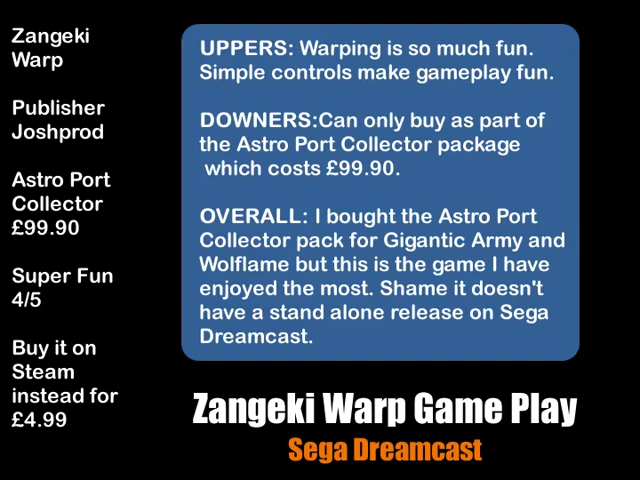 Zangeki
Warp
Publisher
Joshprod
Astro Port
Collector
£99.90
Super Fun
4/5
Buy it on
Steam
instead for
£4.99
UPPERS: Warping is so much fun.
Simple controls make gameplay fun.
DOWNERS:Can only buy as part of
the Astro Port Collector package
which costs £99.90.
OVERALL: I bought the Astro Port
Collector pack for Gigantic Army and
Wolflame but this is the game I have
enjoyed the most. Shame it doesn't
have a stand alone release on Sega
Dreamcast.
Zangeki Warp Game Play
Sega Dreamcast